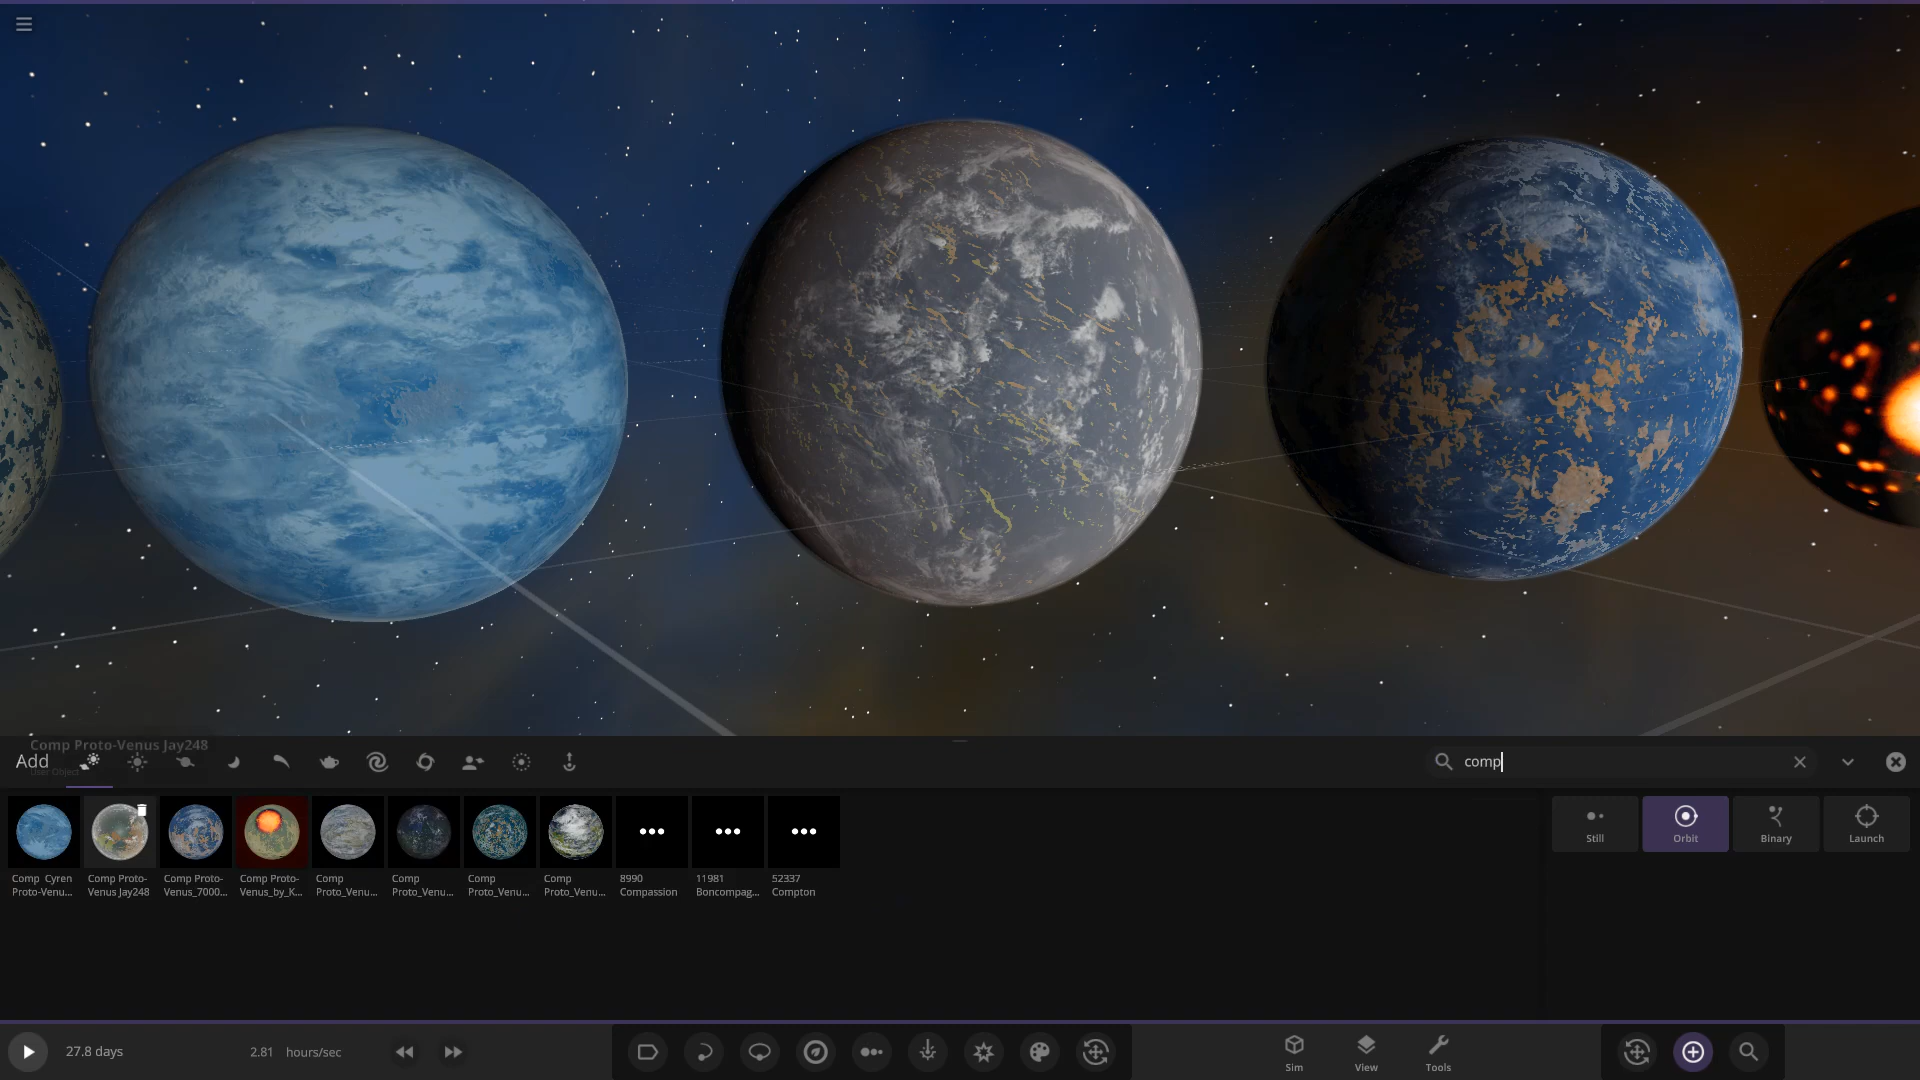 Comp Proto-Venus Jay248
Add
User Object
comp
Still
Orbit
Binary
Launch
Comp Cyren
Proto-Venu...
Comp Proto-
Venus Jay248
Comp Proto-
Venus_7000...
Comp Proto-
Venus_by_K...
Comp
Proto_Venu...
Comp
Proto_Venu...
Comp
Proto_Venu...
Comp
Proto_Venu...
8990
Compassion
11981
Boncompag...
52337
Compton
27.8 days
2.81 hours/sec
Sim
View
Tools